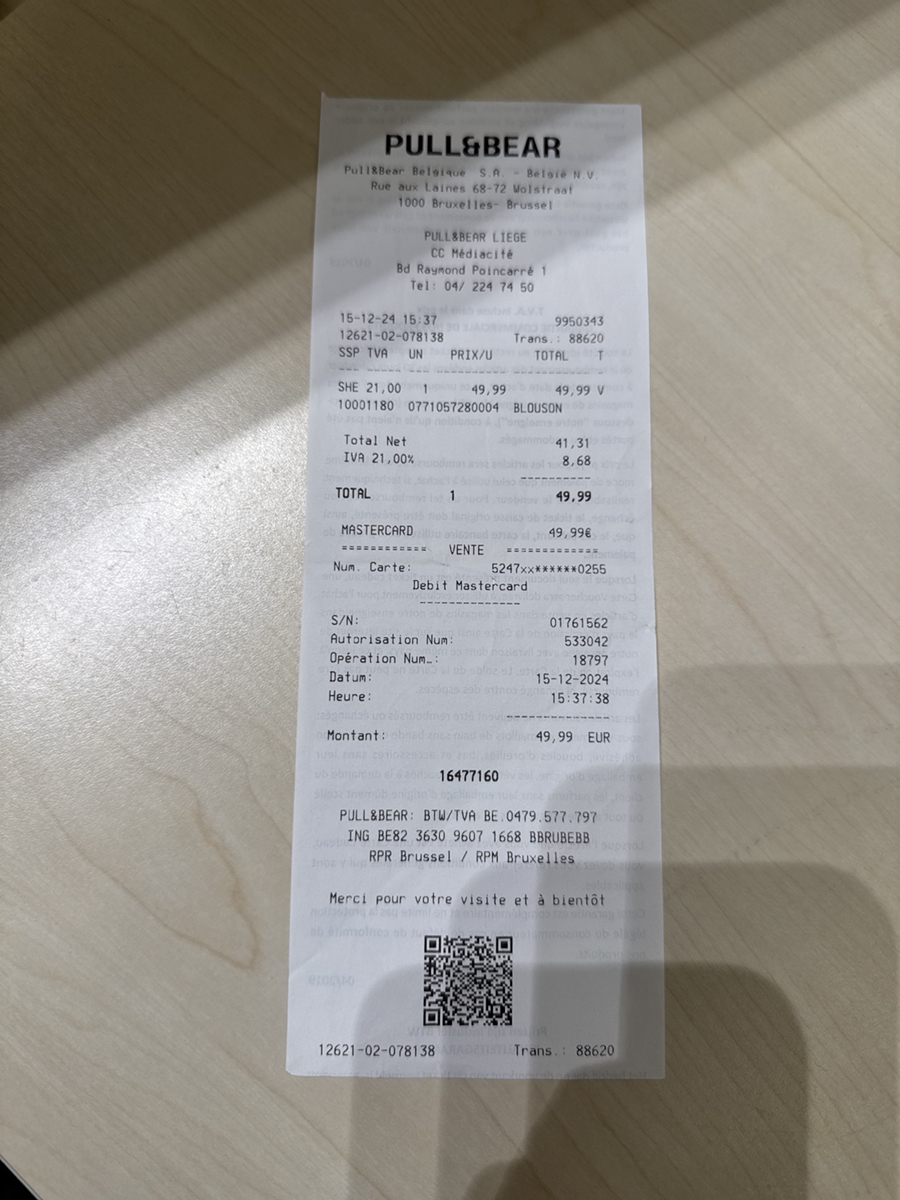 PULL&BEAR
Pull&Bear Belgique S.A. - België N.V.
Rue aux Laines 68-72 Wolstraat
1000 Bruxelles- Brussel
PULL&BEAR LIEGE
CC Médiacité
Bd Raymond Poincarré 1
Tel: 04/ 224 74 50
15-12-24 15:37 9950343
12621-02-078138 Trans.: 88620
SSP TVA UN PRIX/U TOTAL T
--- ----- --- ---------- ---------- -
SHE 21,00 1 49,99 49,99 V
10001180 0771057280004 BLOUSON
Total Net 41,31
IVA 21,00% 8,68
----------
TOTAL 1 49,99
MASTERCARD 49,99€
============ VENTE =============
Num. Carte: 5247xx******0255
Debit Mastercard
--------------
S/N: 01761562
Autorisation Num: 533042
Opération Num.: 18797
Datum: 15-12-2024
Heure: 15:37:38
--------------
Montant: 49,99 EUR
16477160
PULL&BEAR: BTW/TVA BE.0479.577.797
ING BE82 3630 9607 1668 BBRUBEBB
RPR Brussel / RPM Bruxelles
Merci pour votre visite et à bientôt
12621-02-078138 Trans.: 88620